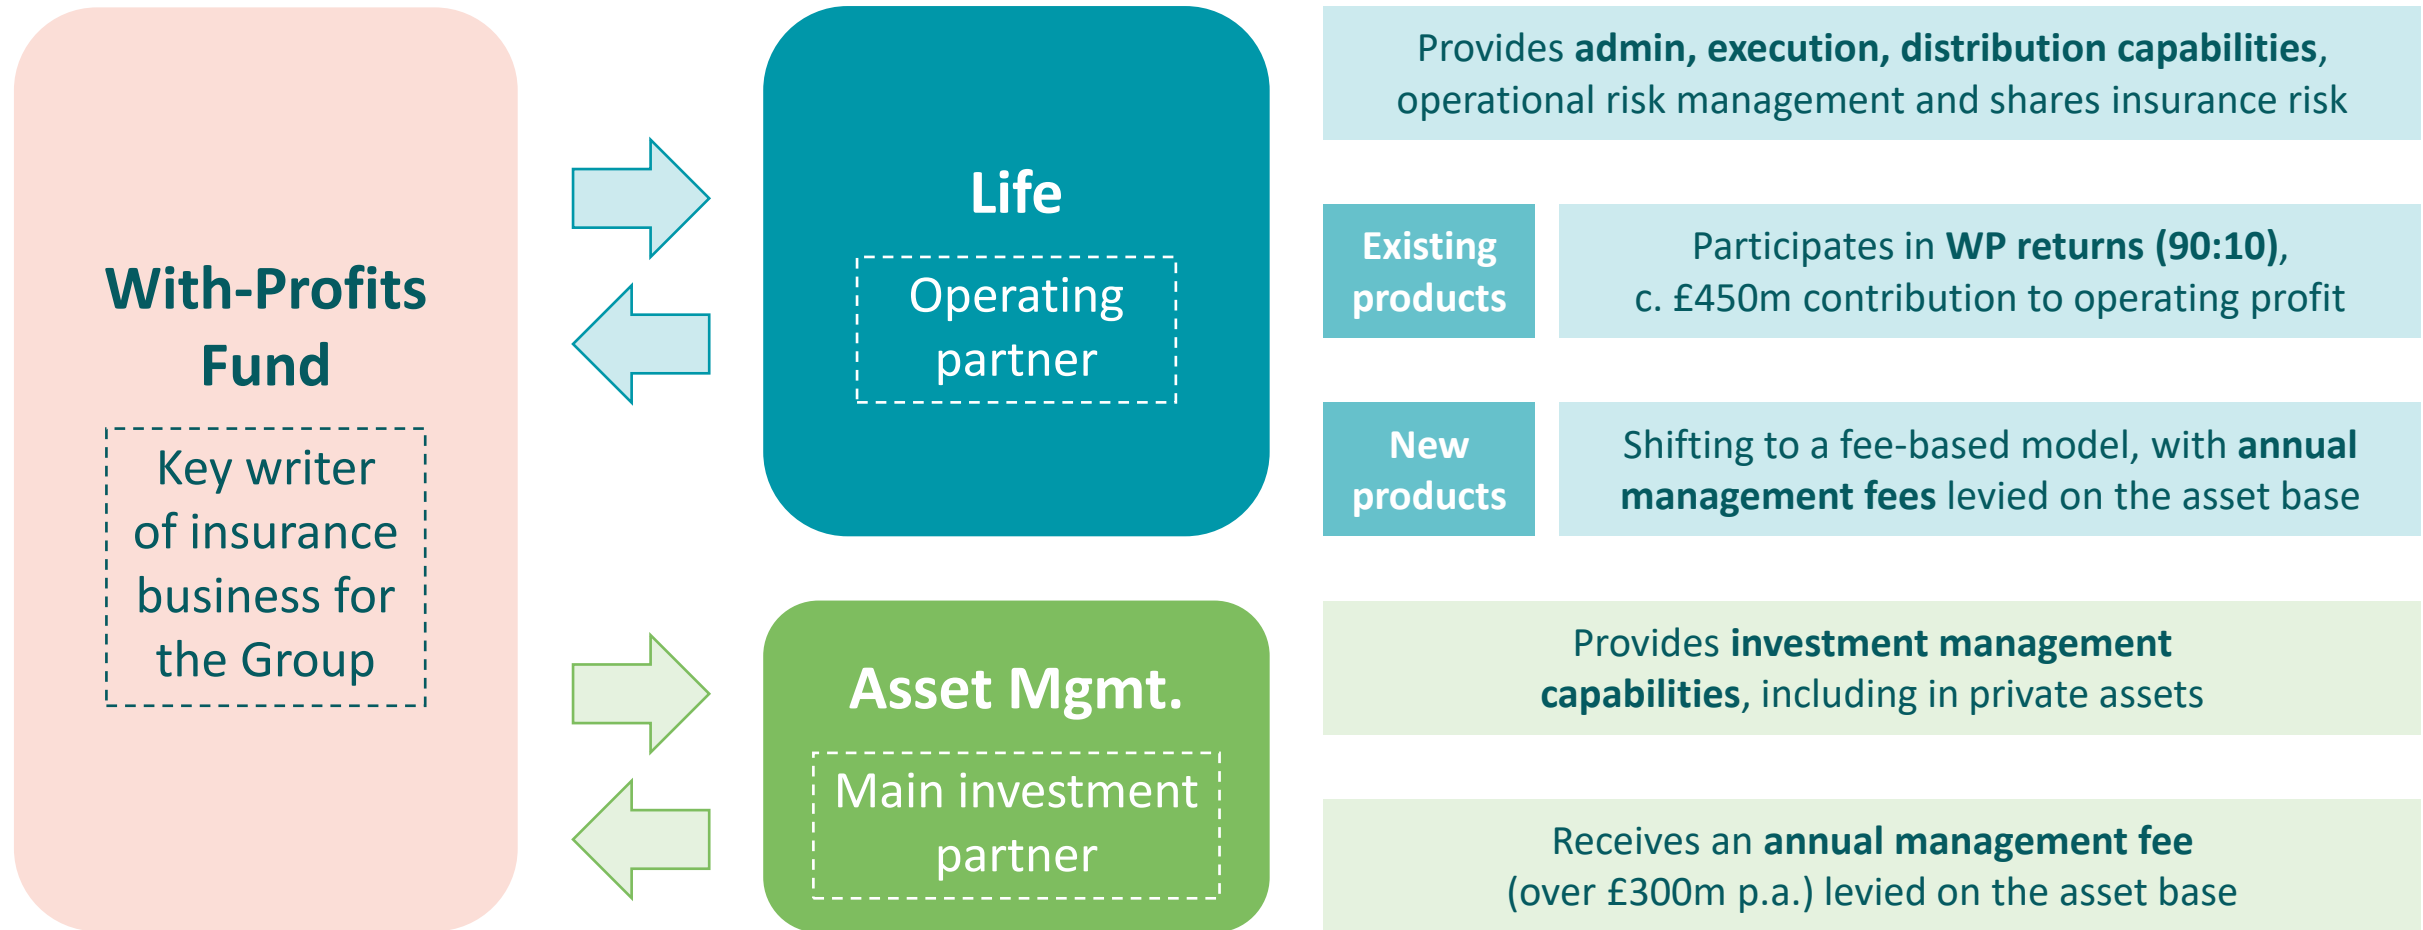 With-Profits
Fund
Key writer
of insurance
business for
the Group
Life
Operating
partner
Provides admin, execution, distribution capabilities,
operational risk management and shares insurance risk
Existing
products
Participates in WP returns (90:10),
c. £450m contribution to operating profit
New
products
Shifting to a fee-based model, with annual
management fees levied on the asset base
Asset Mgmt.
Main investment
partner
Provides investment management
capabilities, including in private assets
Receives an annual management fee
(over £300m p.a.) levied on the asset base